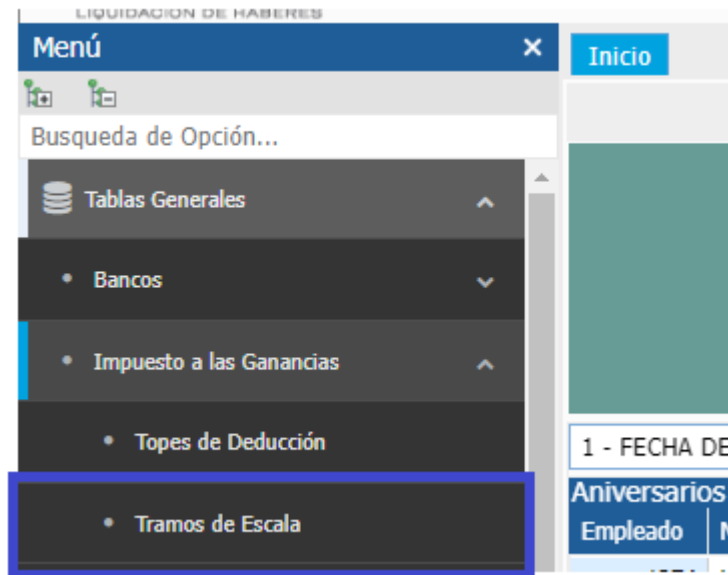 LIQUIDACION DE HABERES
Menú
Inicio
Busqueda de Opción...
Tablas Generales
Bancos
Impuesto a las Ganancias
Topes de Deducción
Tramos de Escala
1 - FECHA DE
Aniversarios
Empleado